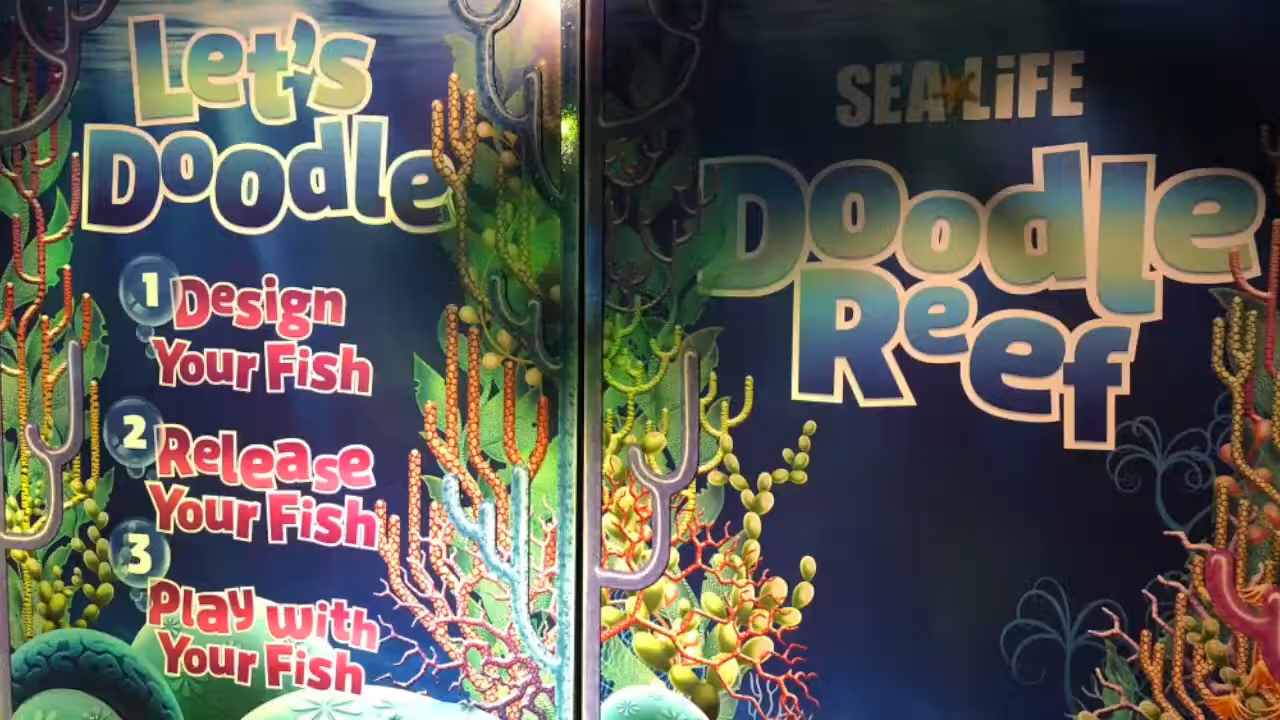 Let's
Doodle
1 Design
Your Fish
2 Release
Your Fish
3 Play with
Your Fish
SEA LiFE
Doodle
Reef